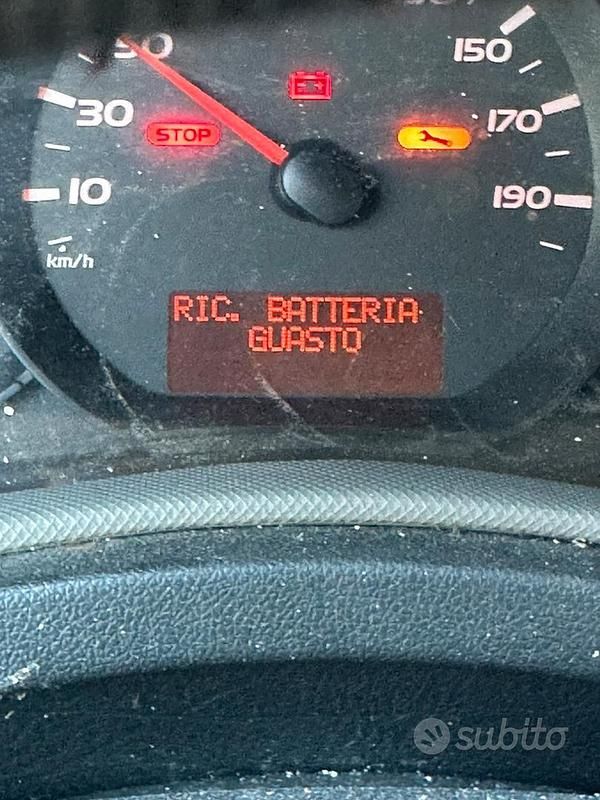 50
150
30
STOP
170
10
190
km/h
RIC. BATTERIA
GUASTO
subito